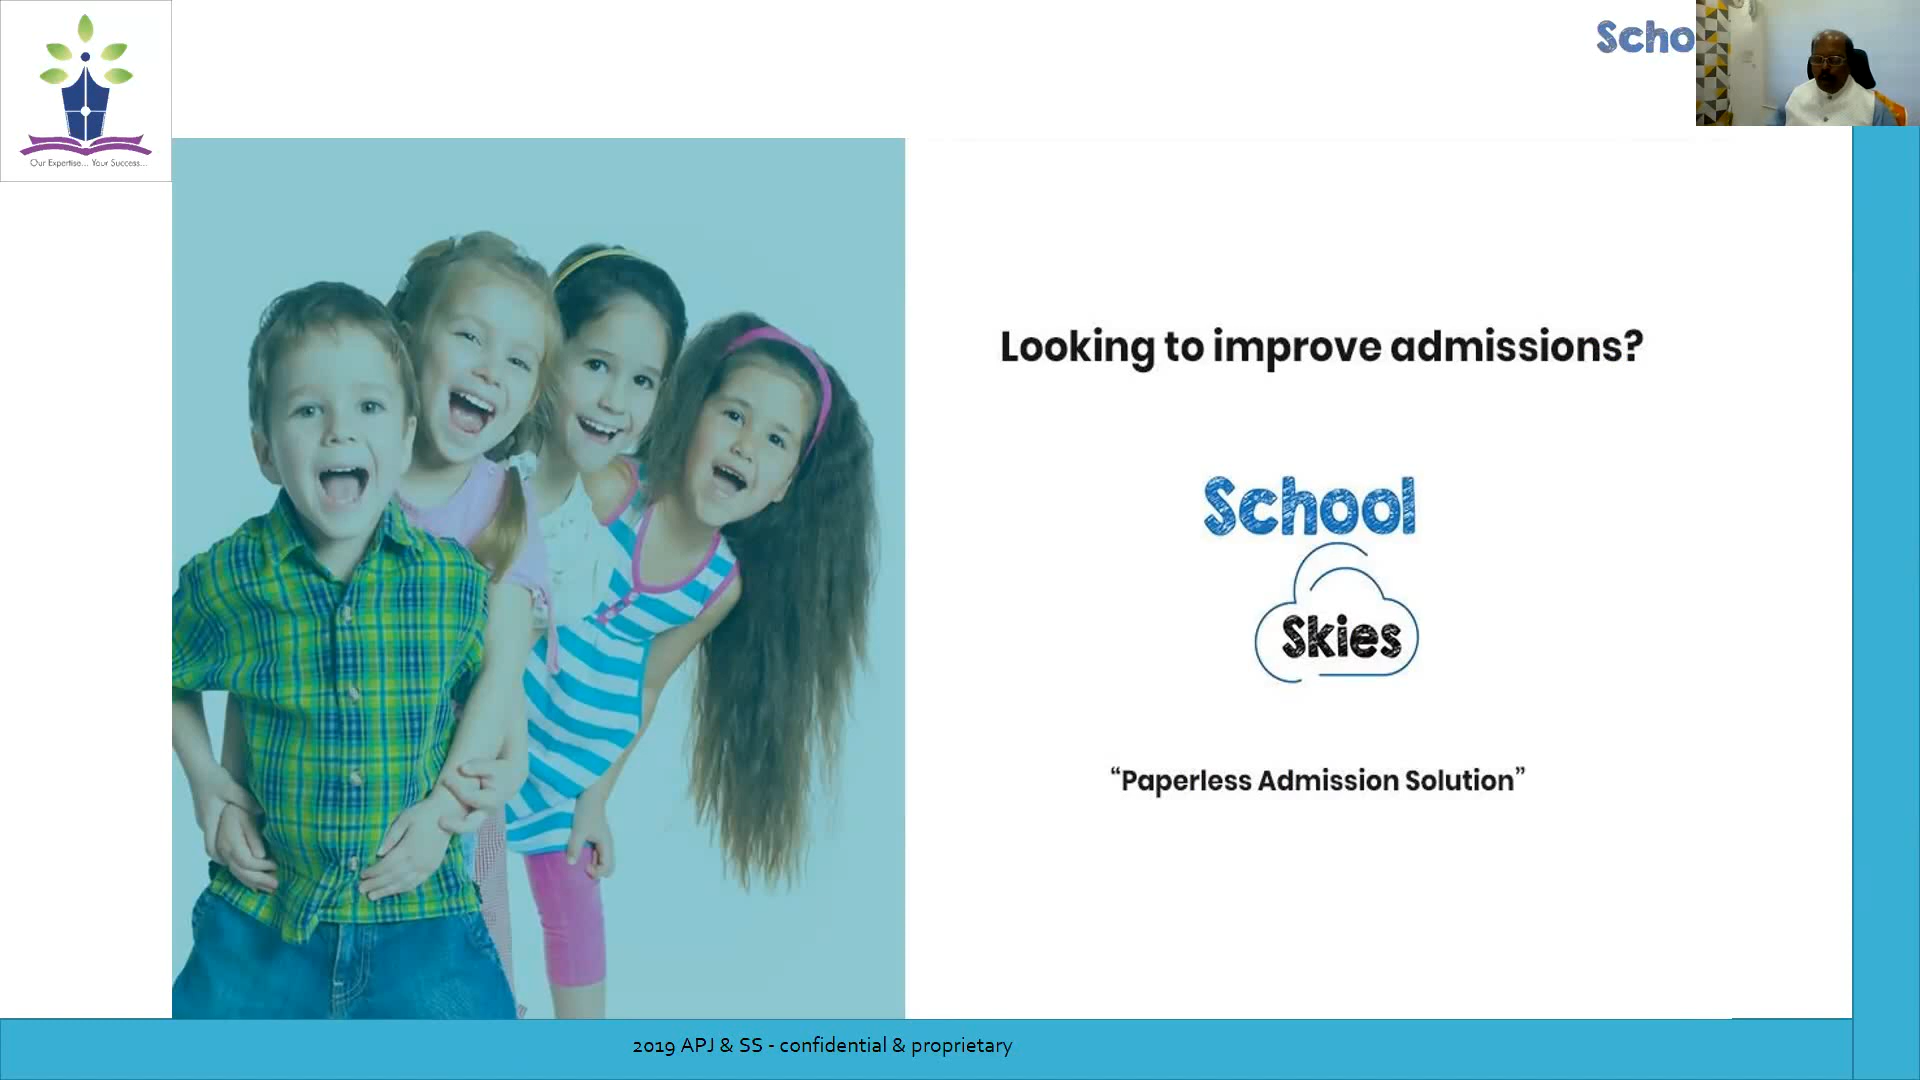 Our Expertise... Your Success...
Scho
Looking to improve admissions?
School
Skies
“Paperless Admission Solution”
2019 APJ & SS - confidential & proprietary